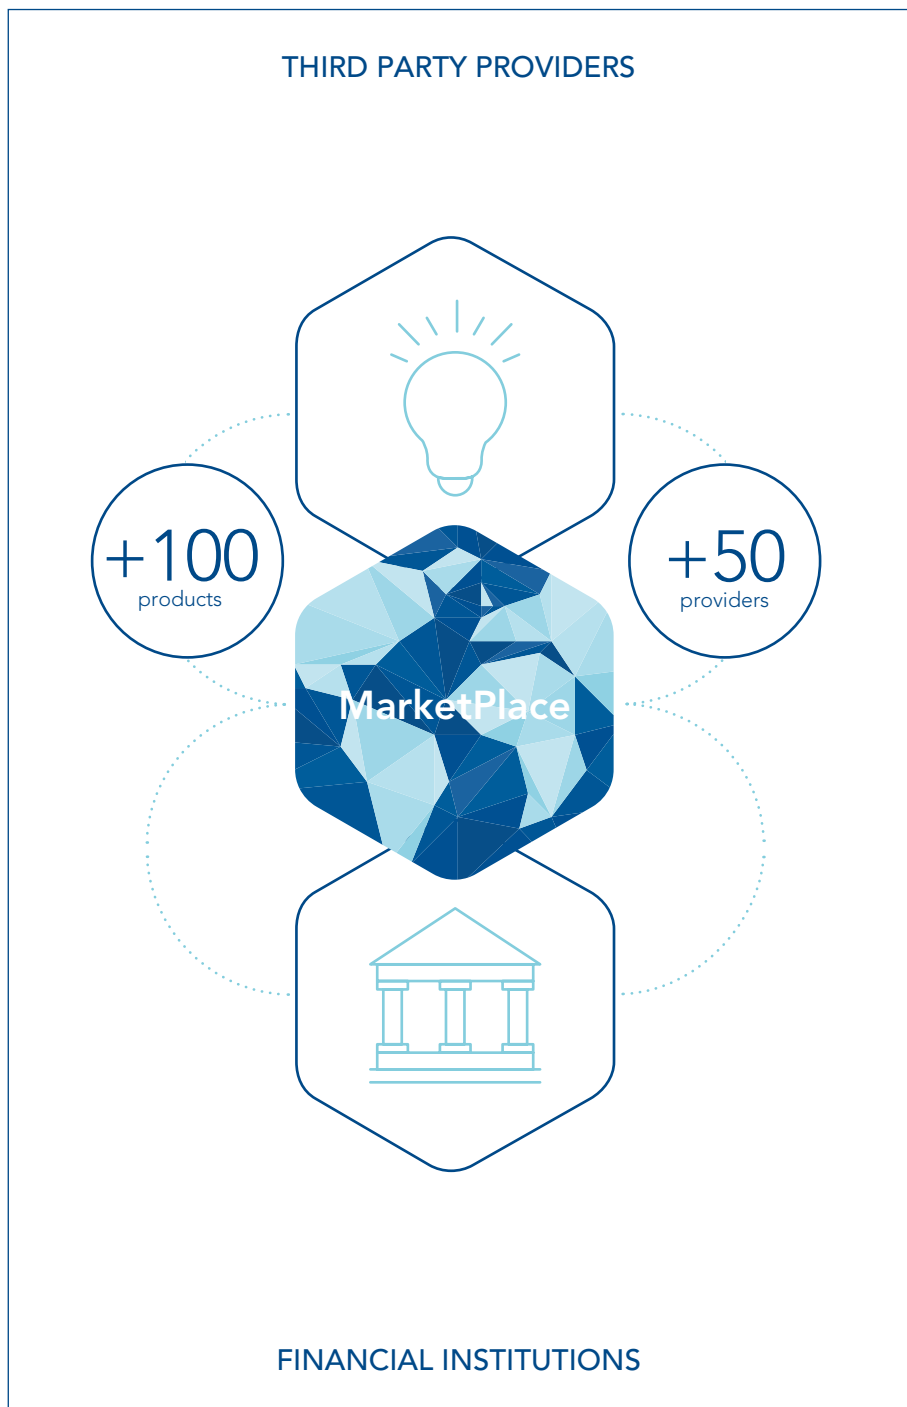 THIRD PARTY PROVIDERS
+100
products
+50
providers
MarketPlace
FINANCIAL INSTITUTIONS